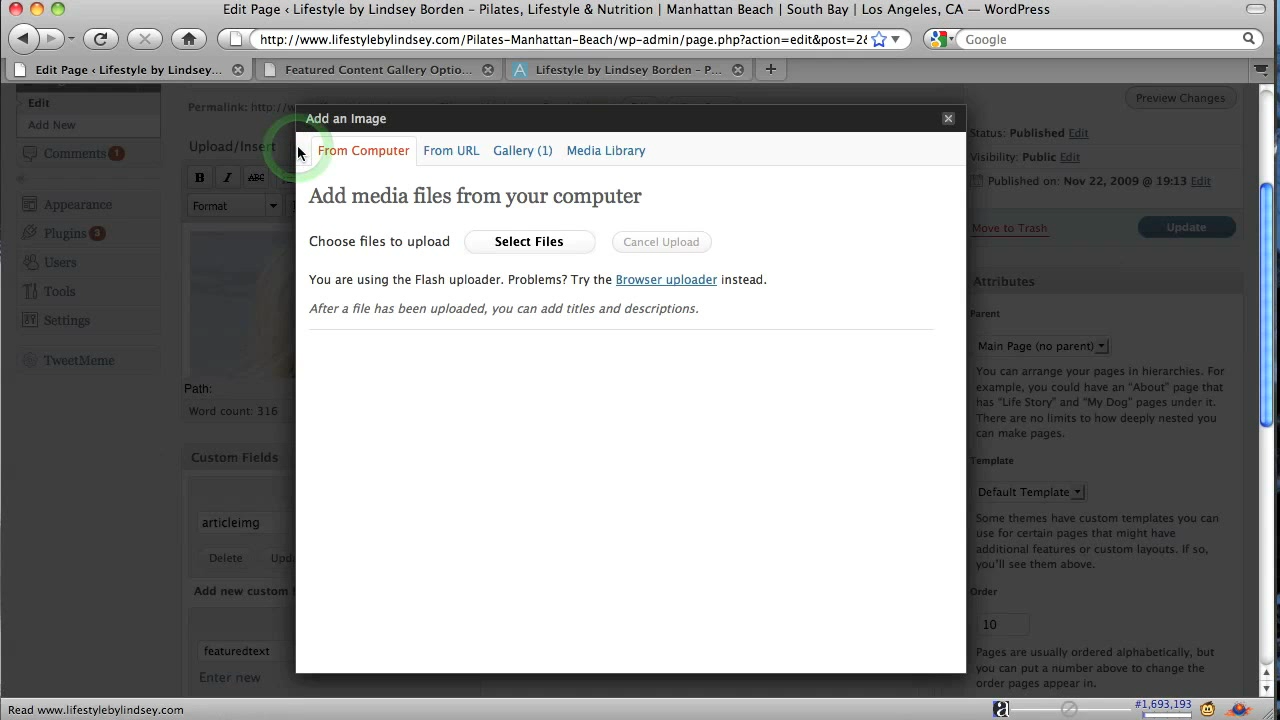 Edit Page ‹ Lifestyle by Lindsey Borden - Pilates, Lifestyle & Nutrition | Manhattan Beach | South Bay | Los Angeles, CA — WordPress
http://www.lifestylebylindsey.com/Pilates-Manhattan-Beach/wp-admin/page.php?action=edit&post=2&
Google
Edit Page ‹ Lifestyle by Lindsey...
Featured Content Gallery Optio...
Lifestyle by Lindsey Borden – P...
Edit
Add New
Comments 1
Appearance
Plugins 3
Users
Tools
Settings
TweetMeme
Permalink: http://w
Upload/Insert
B I ABC
Format
Path:
Word count: 316
Custom Fields
articleimg
Delete
Add new custom
featuredtext
Enter new
Add an Image
From Computer From URL Gallery (1) Media Library
Add media files from your computer
Choose files to upload Select Files Cancel Upload
You are using the Flash uploader. Problems? Try the Browser uploader instead.
After a file has been uploaded, you can add titles and descriptions.
Preview Changes
Status: Published Edit
Visibility: Public Edit
Published on: Nov 22, 2009 @ 19:13 Edit
Move to Trash
Update
Attributes
Parent
Main Page (no parent)
You can arrange your pages in hierarchies. For
example, you could have an “About” page that
has “Life Story” and “My Dog” pages under it.
There are no limits to how deeply nested you
can make pages.
Template
Default Template
Some themes have custom templates you can
use for certain pages that might have
additional features or custom layouts. If so,
you’ll see them above.
Order
10
Pages are usually ordered alphabetically, but
you can put a number above to change the
order pages appear in.
Read www.lifestylebylindsey.com
a
#1,693,193